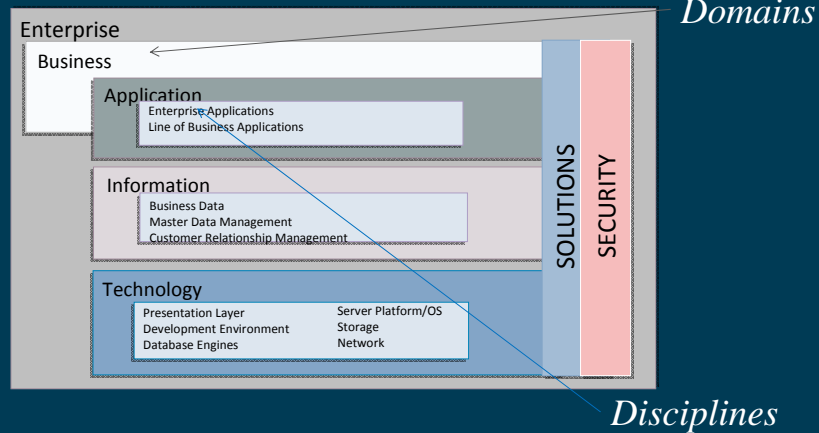 Domains
Enterprise
Business
Application
Enterprise Applications
Line of Business Applications
Information
Business Data
Master Data Management
Customer Relationship Management
Technology
Presentation Layer
Development Environment
Database Engines
Server Platform/OS
Storage
Network
SOLUTIONS
SECURITY
Disciplines